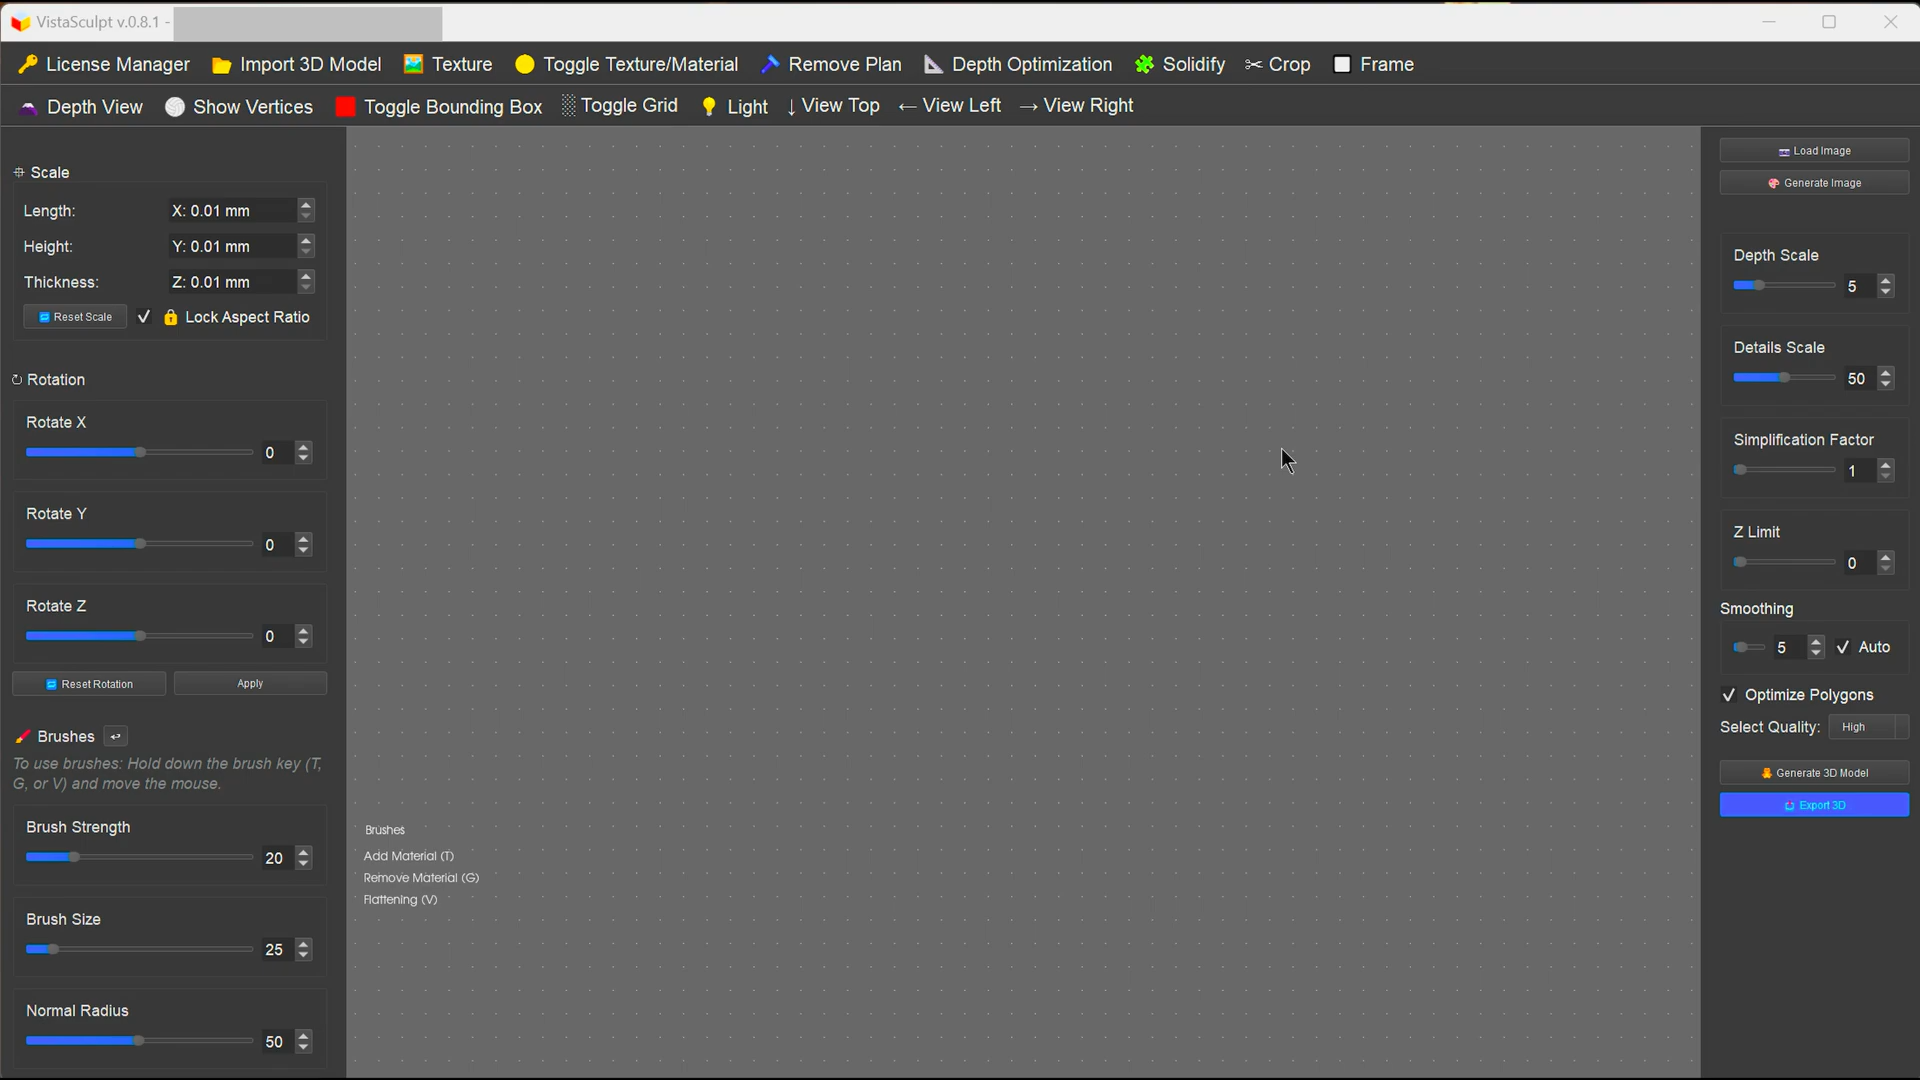 VistaSculpt v.0.8.1 -
License Manager Import 3D Model Texture Toggle Texture/Material Remove Plan Depth Optimization Solidify Crop Frame
Depth View Show Vertices Toggle Bounding Box Toggle Grid Light ↓ View Top ← View Left → View Right
Scale
Length: X: 0.01 mm
Height: Y: 0.01 mm
Thickness: Z: 0.01 mm
Reset Scale Lock Aspect Ratio
Rotation
Rotate X
0
Rotate Y
0
Rotate Z
0
Reset Rotation Apply
Brushes
To use brushes: Hold down the brush key (T,
G, or V) and move the mouse.
Brush Strength
20
Brush Size
25
Normal Radius
50
Brushes
Add Material (T)
Remove Material (G)
Flattening (V)
Load Image
Generate Image
Depth Scale
5
Details Scale
50
Simplification Factor
1
Z Limit
0
Smoothing
5 Auto
Optimize Polygons
Select Quality: High
Generate 3D Model
Export 3D